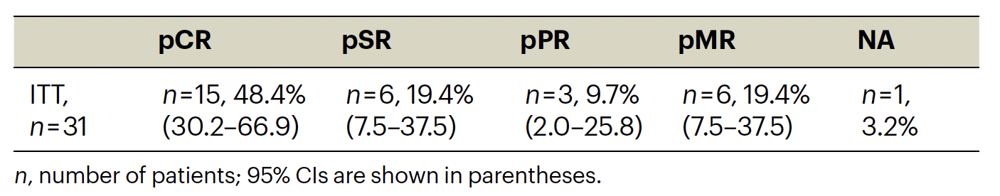 pCR pSR pPR pMR NA
ITT, n=15, 48.4% n=6, 19.4% n=3, 9.7% n=6, 19.4% n=1,
n=31 (30.2–66.9) (7.5–37.5) (2.0–25.8) (7.5–37.5) 3.2%
n, number of patients; 95% CIs are shown in parentheses.